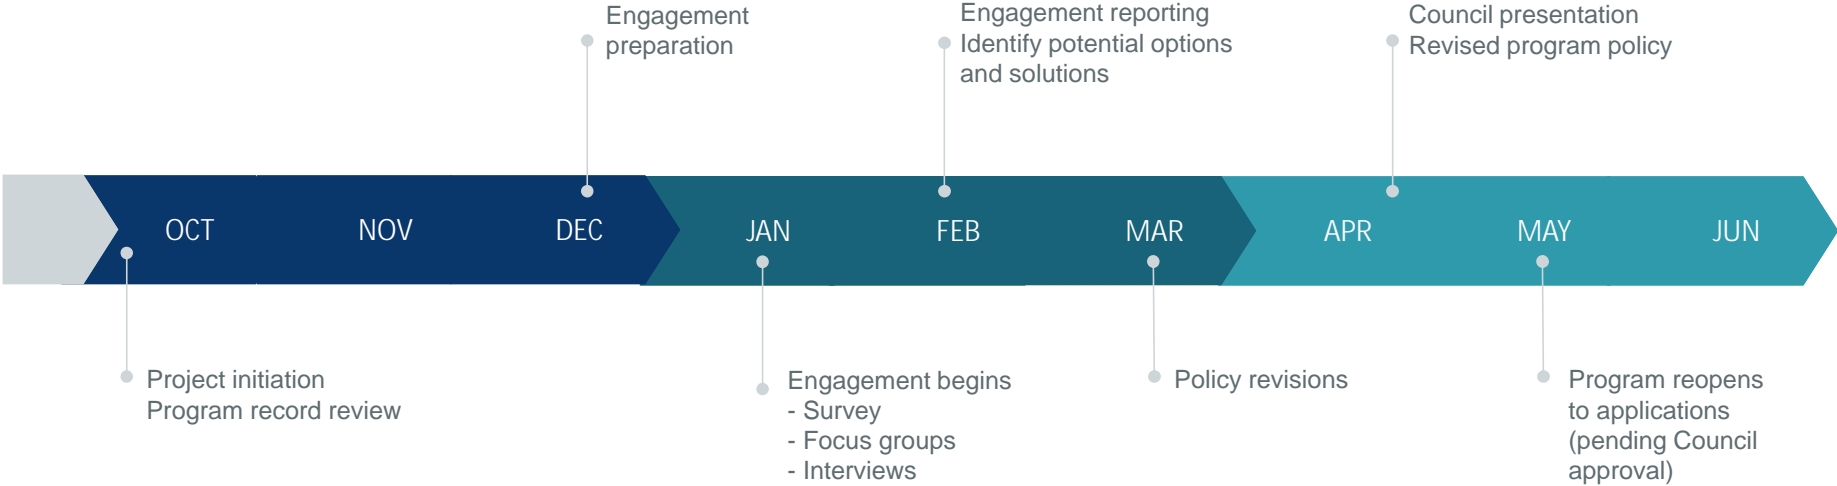 Engagement
preparation
Engagement reporting
Identify potential options
and solutions
Council presentation
Revised program policy
OCT
NOV
DEC
JAN
FEB
MAR
APR
MAY
JUN
Project initiation
Program record review
Engagement begins
- Survey
- Focus groups
- Interviews
Policy revisions
Program reopens
to applications
(pending Council
approval)